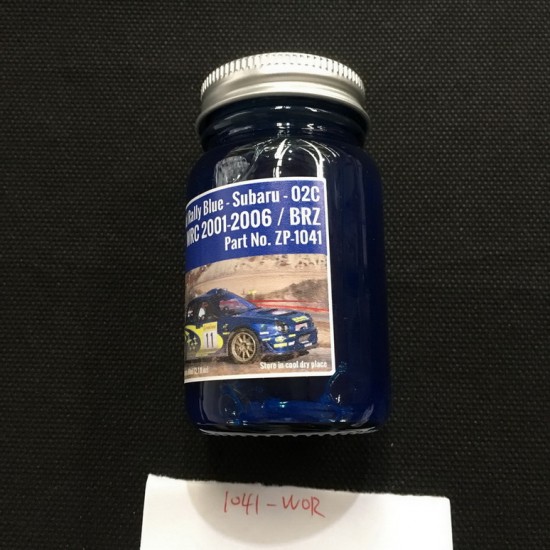 Rally Blue - Subaru - 02C
WRC 2001-2006 / BRZ
Part No. ZP-1041
11
Store in cool dry place
1041-WOR